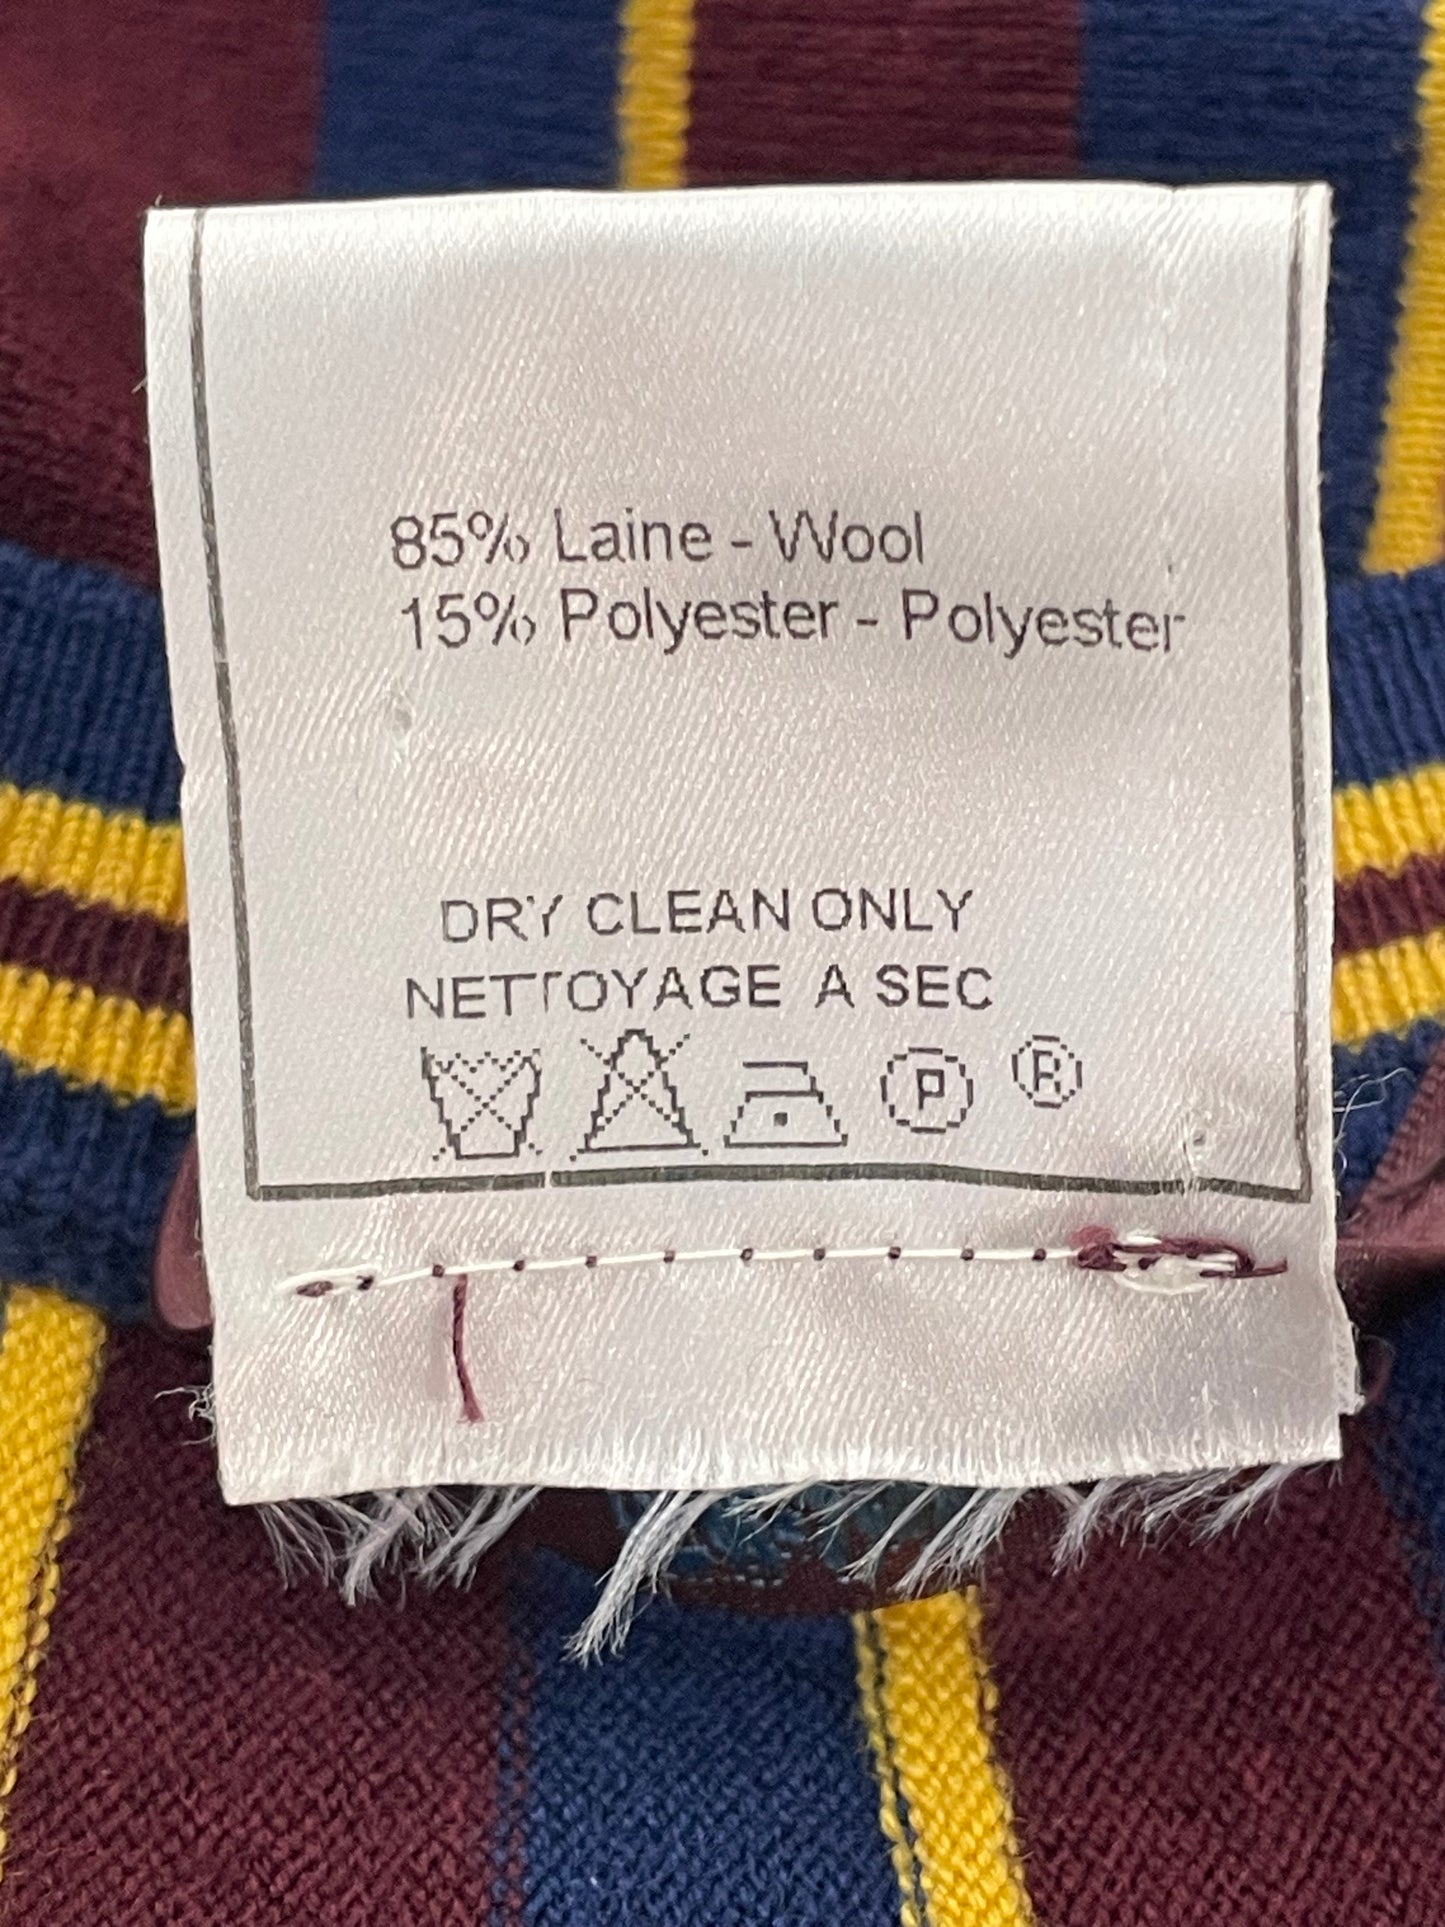 85% Laine - Wool
15% Polyester - Polyester
DRY CLEAN ONLY
NETTOYAGE A SEC
P ®